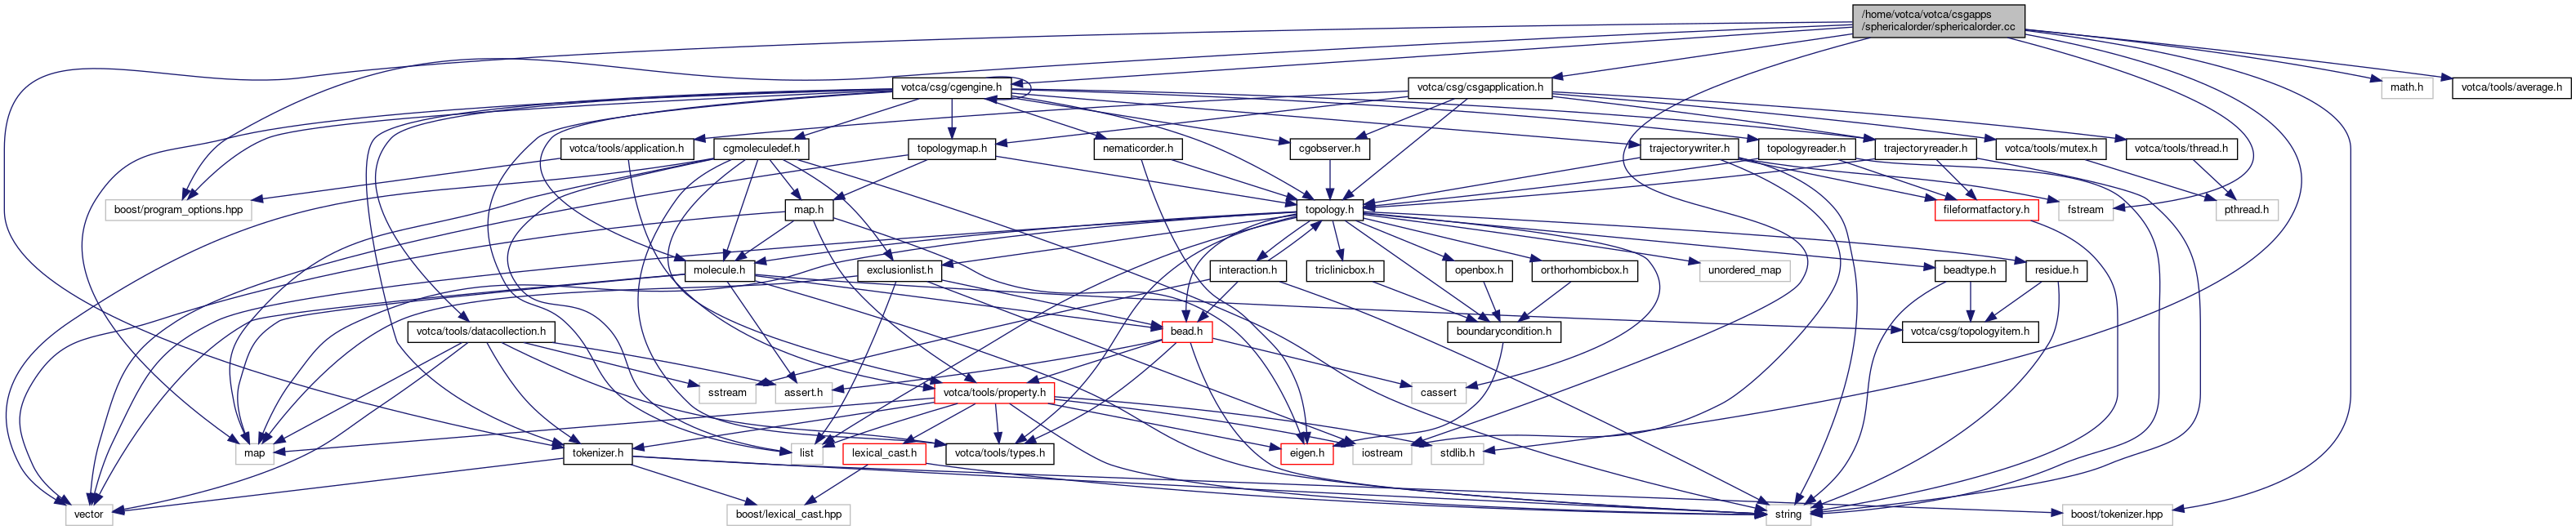 /home/votca/votca/csgapps
/sphericalorder/sphericalorder.cc
votca/csg/cgengine.h
votca/csg/csgapplication.h
math.h
votca/tools/average.h
votca/tools/application.h
cgmoleculedef.h
topologymap.h
nematicorder.h
cgobserver.h
trajectorywriter.h
topologyreader.h
trajectoryreader.h
votca/tools/mutex.h
votca/tools/thread.h
boost/program_options.hpp
map.h
topology.h
fileformatfactory.h
fstream
pthread.h
molecule.h
exclusionlist.h
interaction.h
triclinicbox.h
openbox.h
orthorhombicbox.h
unordered_map
beadtype.h
residue.h
votca/tools/datacollection.h
bead.h
boundarycondition.h
votca/csg/topologyitem.h
sstream
assert.h
votca/tools/property.h
cassert
map
tokenizer.h
list
lexical_cast.h
votca/tools/types.h
eigen.h
iostream
stdlib.h
vector
boost/lexical_cast.hpp
string
boost/tokenizer.hpp